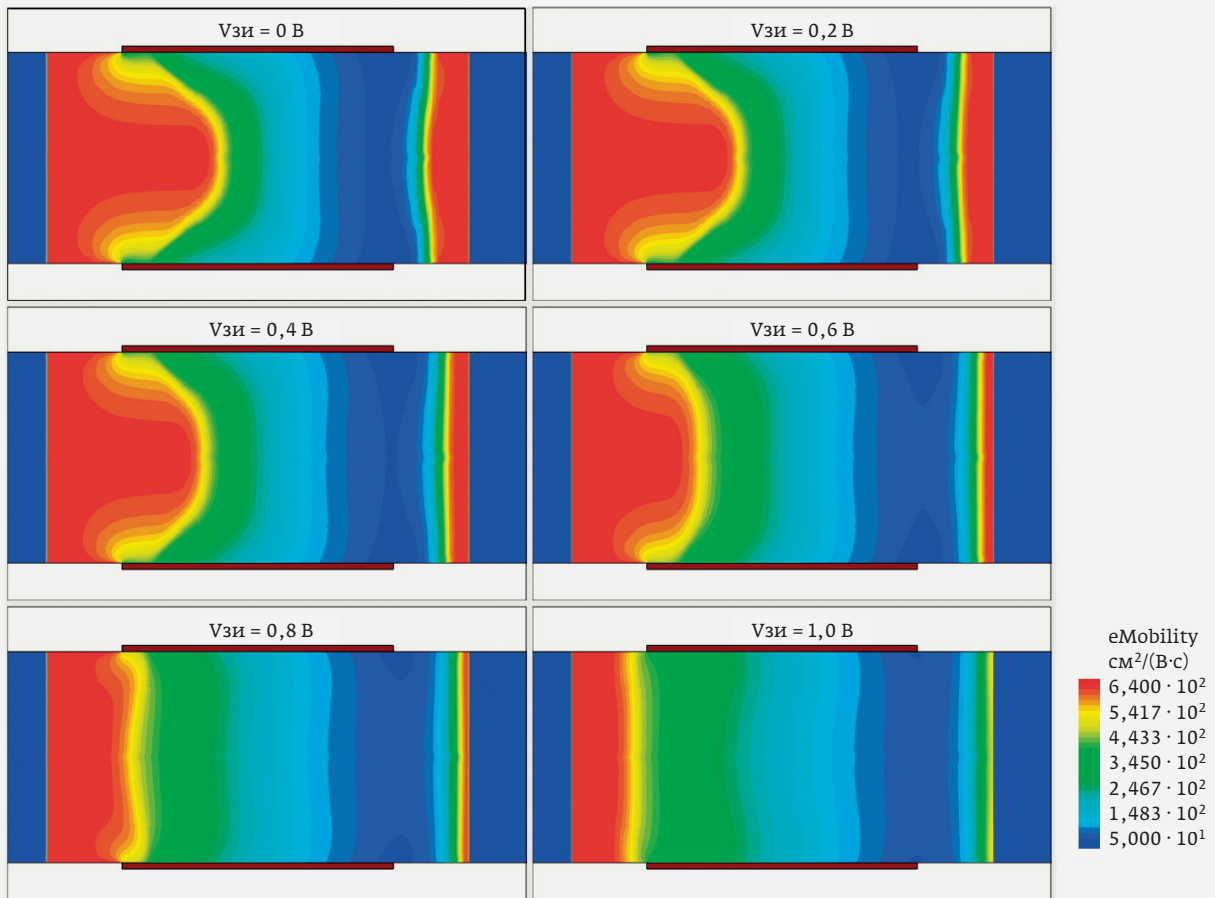 Vзи = 0 В
Vзи = 0,2 В
Vзи = 0,4 В
Vзи = 0,6 В
Vзи = 0,8 В
Vзи = 1,0 В
eMobility
см²/(В·с)
6,400 · 10²
5,417 · 10²
4,433 · 10²
3,450 · 10²
2,467 · 10²
1,483 · 10²
5,000 · 10¹